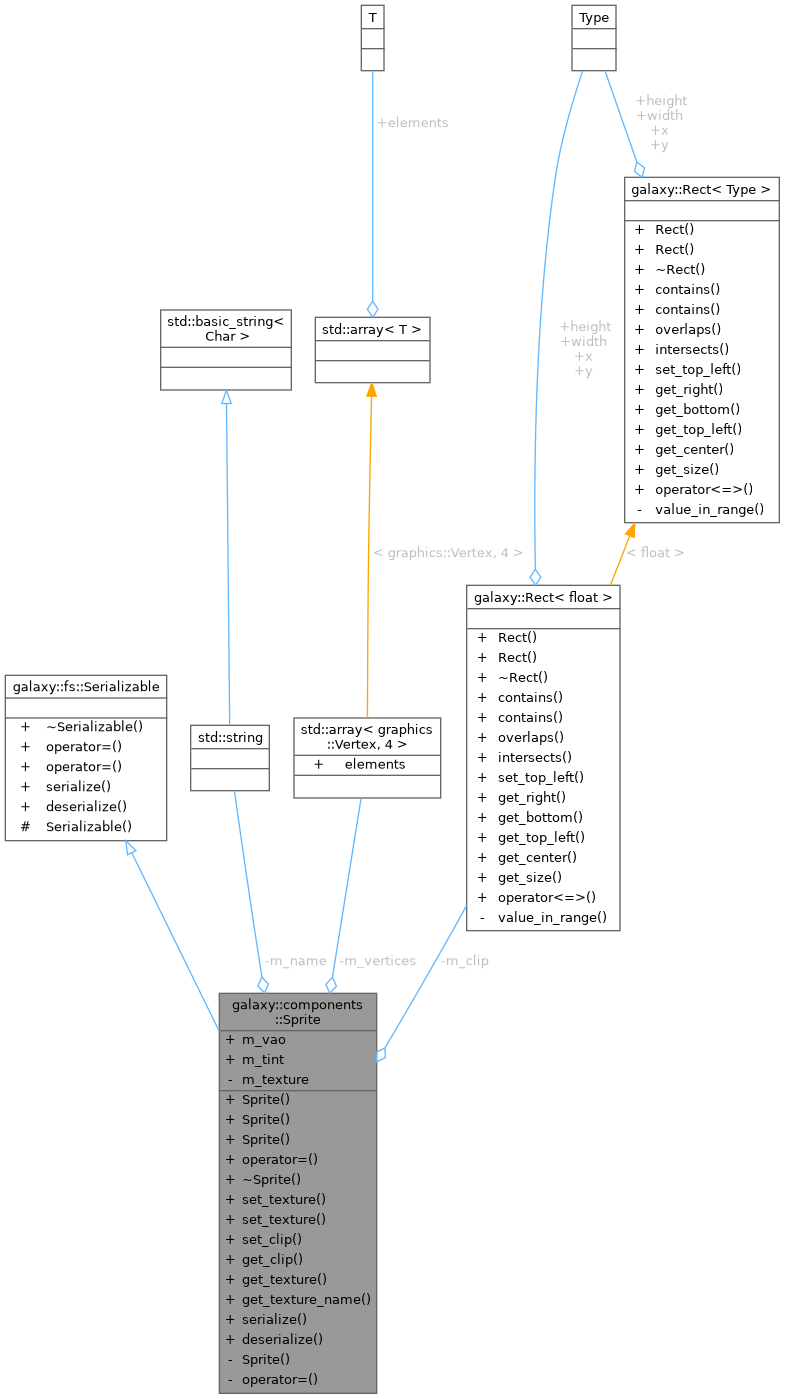 T
Type
+elements
+height
+width
+x
+y
galaxy::Rect< Type >
+ Rect()
+ Rect()
+ ~Rect()
+ contains()
+ contains()
+ overlaps()
+ intersects()
+ set_top_left()
+ get_right()
+ get_bottom()
+ get_top_left()
+ get_center()
+ get_size()
+ operator<=>()
- value_in_range()
std::basic_string<
Char >
std::array< T >
+height
+width
+x
+y
< graphics::Vertex, 4 >
< float >
galaxy::Rect< float >
+ Rect()
+ Rect()
+ ~Rect()
+ contains()
+ contains()
+ overlaps()
+ intersects()
+ set_top_left()
+ get_right()
+ get_bottom()
+ get_top_left()
+ get_center()
+ get_size()
+ operator<=>()
- value_in_range()
galaxy::fs::Serializable
+ ~Serializable()
+ operator=()
+ operator=()
+ serialize()
+ deserialize()
# Serializable()
std::string
std::array< graphics
::Vertex, 4 >
+ elements
-m_name
-m_vertices
-m_clip
galaxy::components
::Sprite
+ m_vao
+ m_tint
- m_texture
+ Sprite()
+ Sprite()
+ Sprite()
+ operator=()
+ ~Sprite()
+ set_texture()
+ set_texture()
+ set_clip()
+ get_clip()
+ get_texture()
+ get_texture_name()
+ serialize()
+ deserialize()
- Sprite()
- operator=()